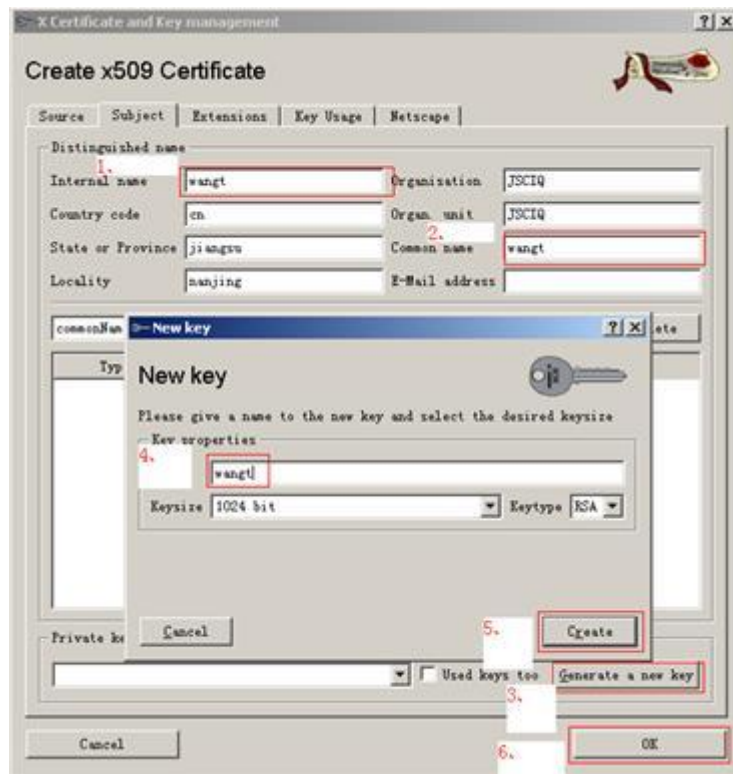 X Certificate and Key management
Create x509 Certificate
Source Subject Extensions Key Usage Netscape
Distinguished name
1、
Internal name wangt Organisation JSCIQ
Country code cn Organ. unit JSCIQ
2、
State or Province jiangsu Common name wangt
Locality nanjing E-Mail address
New key
New key
Please give a name to the new key and select the desired keysize
Key properties
4、
wangt
Keysize 1024 bit Keytype RSA
Cancel 5、 Create
Used keys too Generate a new key
3、
Cancel 6、 OK